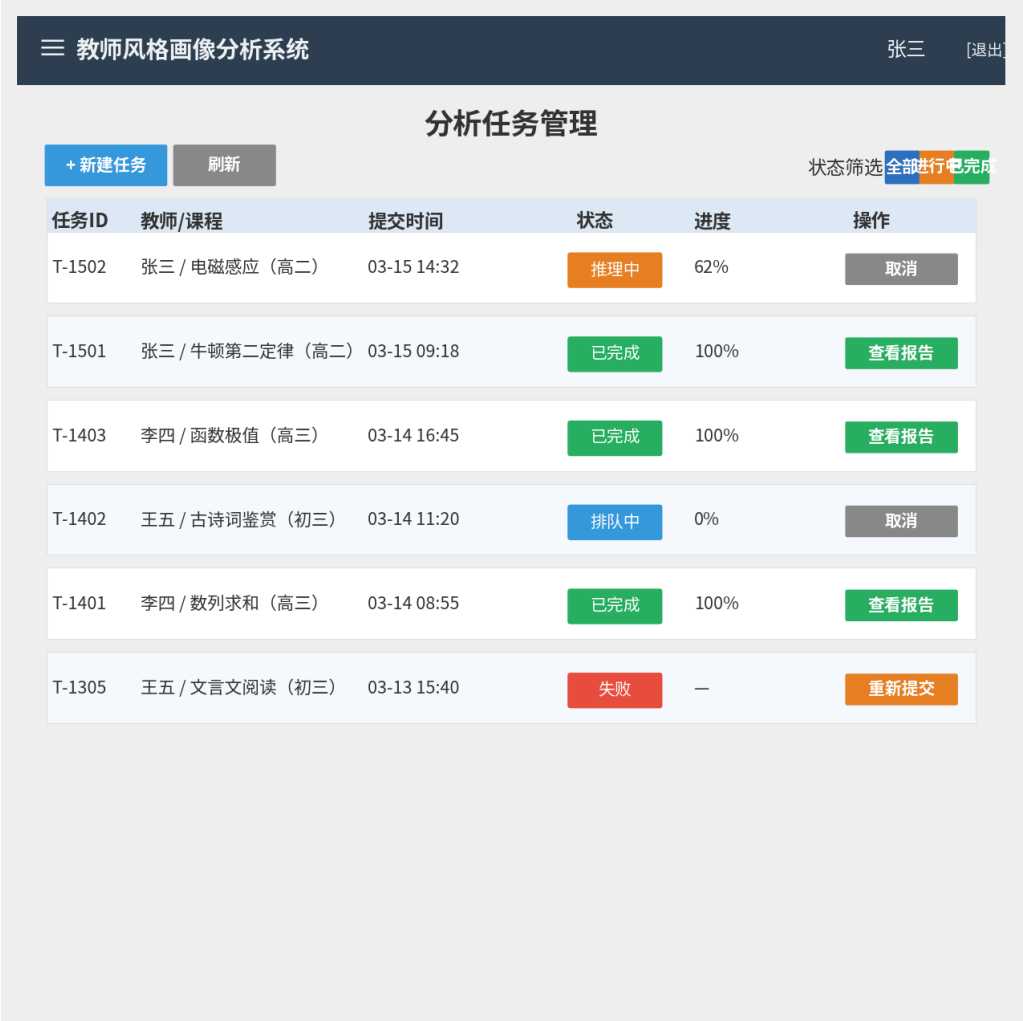 教师风格画像分析系统 张三 [退出]
分析任务管理
+ 新建任务 刷新 状态筛选 全部 进行中 已完成
任务ID 教师/课程 提交时间 状态 进度 操作
T-1502 张三 / 电磁感应（高二） 03-15 14:32 推理中 62% 取消
T-1501 张三 / 牛顿第二定律（高二） 03-15 09:18 已完成 100% 查看报告
T-1403 李四 / 函数极值（高三） 03-14 16:45 已完成 100% 查看报告
T-1402 王五 / 古诗词鉴赏（初三） 03-14 11:20 排队中 0% 取消
T-1401 李四 / 数列求和（高三） 03-14 08:55 已完成 100% 查看报告
T-1305 王五 / 文言文阅读（初三） 03-13 15:40 失败 — 重新提交